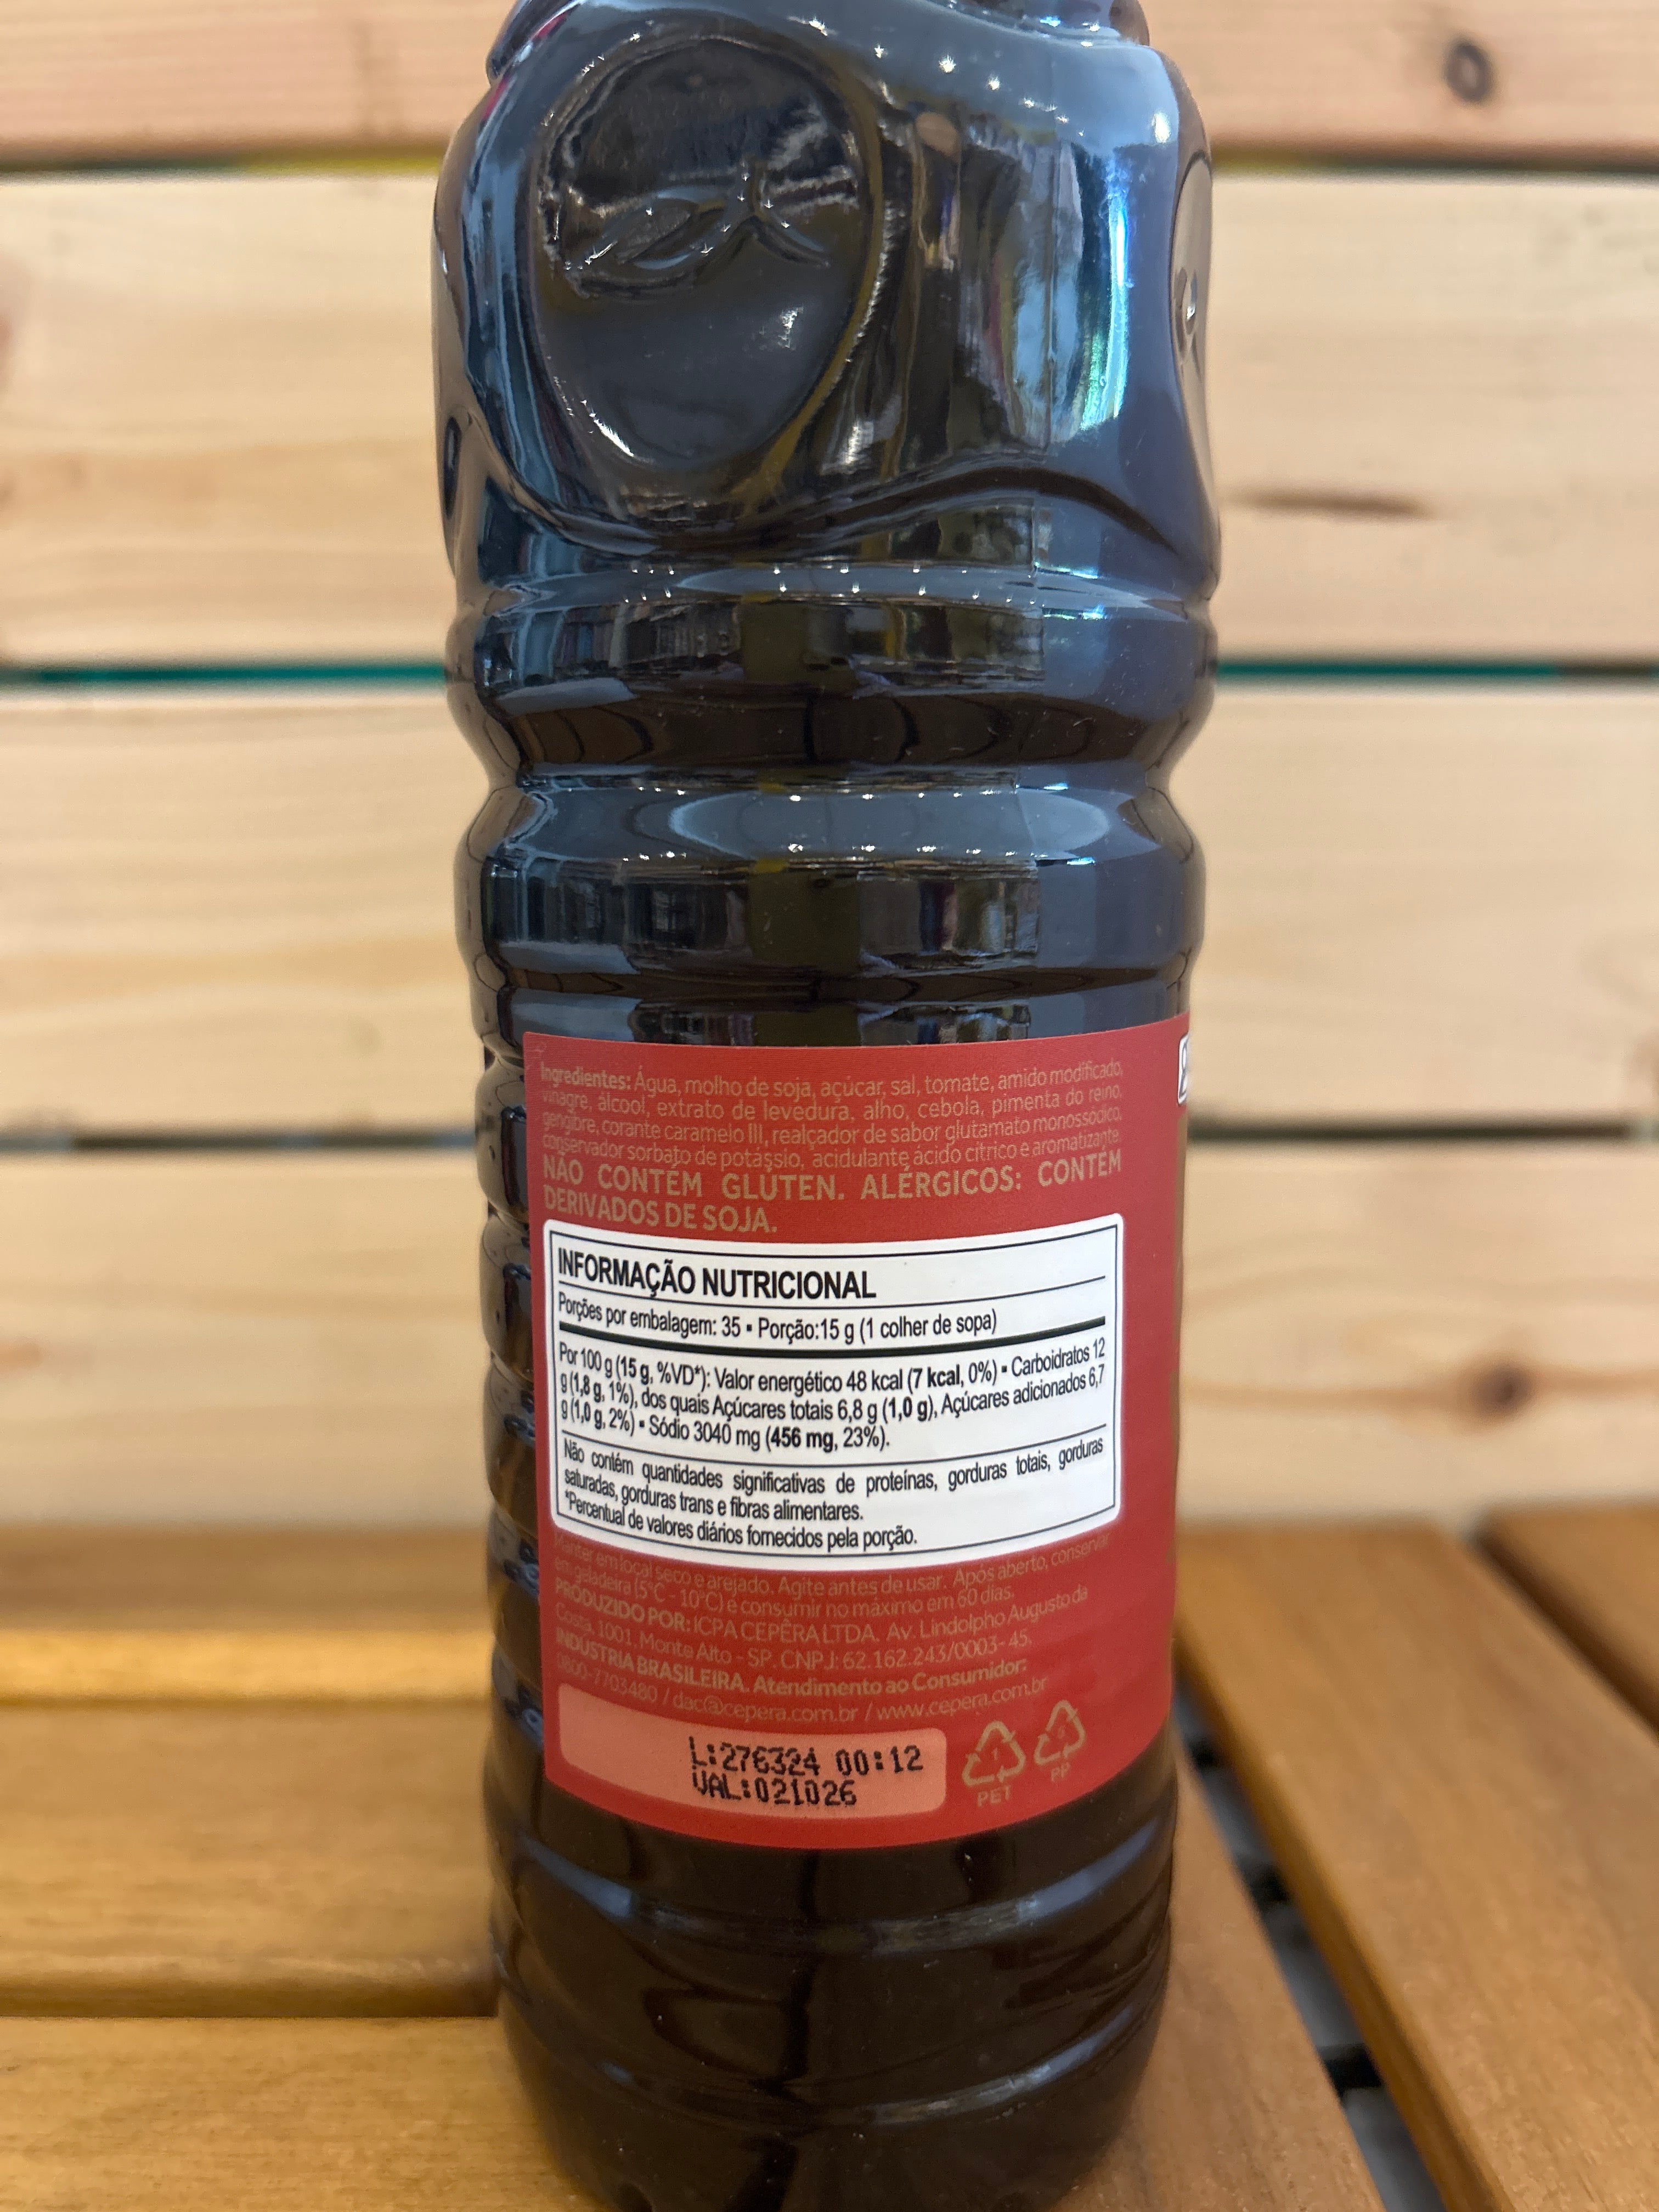 Ingredientes: Água, molho de soja, açúcar, sal, tomate, amido modificado,
vinagre, álcool, extrato de levedura, alho, cebola, pimenta do reino,
gengibre, corante caramelo III, realçador de sabor glutamato monossódico,
conservador sorbato de potássio, acidulante ácido cítrico e aromatizante.
NÃO CONTÉM GLÚTEN. ALÉRGICOS: CONTÉM
DERIVADOS DE SOJA.
INFORMAÇÃO NUTRICIONAL
Porções por embalagem: 35 ▪ Porção:15 g (1 colher de sopa)
Por 100 g (15 g, %VD*): Valor energético 48 kcal (7 kcal, 0%) ▪ Carboidratos 12
g (1,8 g, 1%), dos quais Açúcares totais 6,8 g (1,0 g), Açúcares adicionados 6,7
g (1,0 g, 2%) ▪ Sódio 3040 mg (456 mg, 23%).
Não contém quantidades significativas de proteínas, gorduras totais, gorduras
saturadas, gorduras trans e fibras alimentares.
*Percentual de valores diários fornecidos pela porção.
Manter em local seco e arejado. Agite antes de usar. Após aberto, conservar
em geladeira (5°C - 10°C) e consumir no máximo em 60 dias.
PRODUZIDO POR: ICPA CEPÊRA LTDA. Av. Lindolpho Augusto da
Costa, 1001. Monte Alto - SP. CNPJ: 62.162.243/0003-45.
INDÚSTRIA BRASILEIRA. Atendimento ao Consumidor:
0800-7703480 / dac@cepera.com.br / www.cepera.com.br
L:276324 00:12
VAL:021026
1 PET
PP